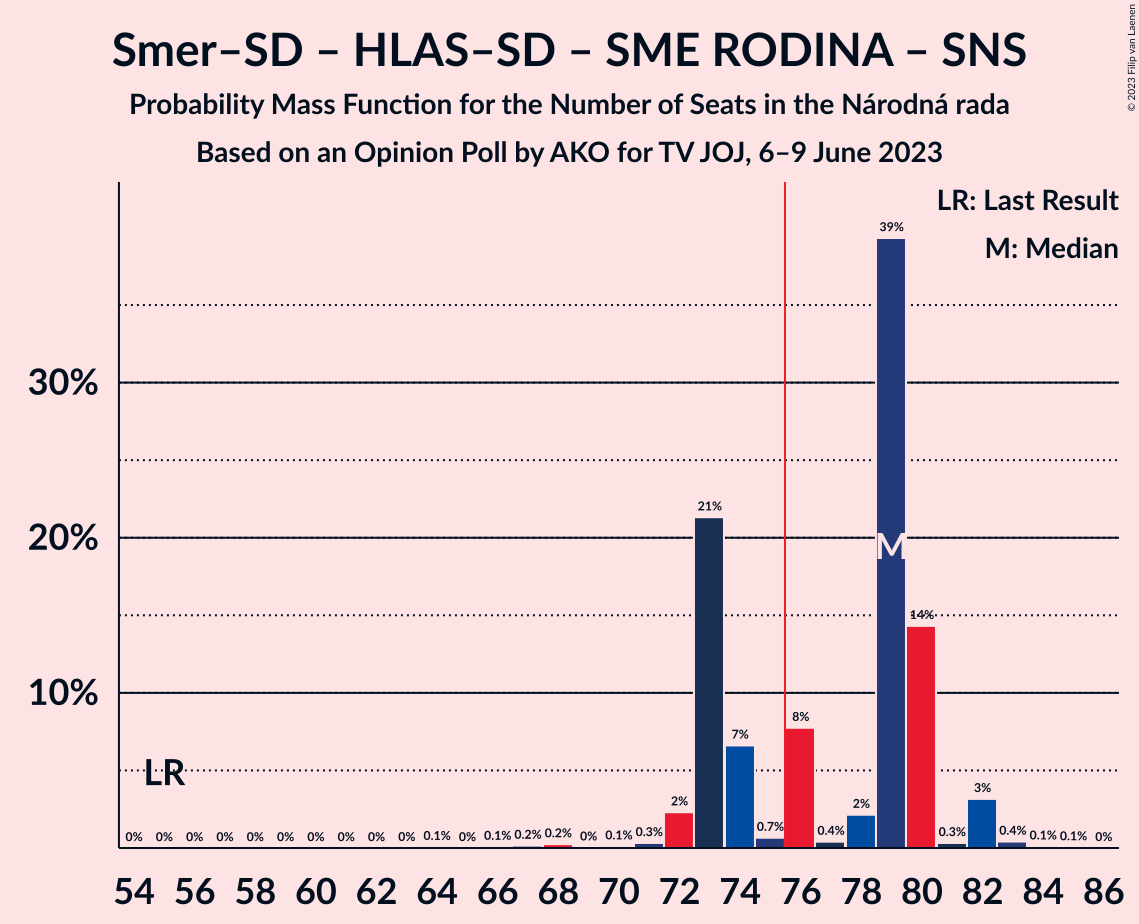 Smer–SD – HLAS–SD – SME RODINA – SNS
Probability Mass Function for the Number of Seats in the Národná rada
Based on an Opinion Poll by AKO for TV JOJ, 6–9 June 2023
© 2023 Filip van Laenen
LR: Last Result
M: Median
30%
20%
10%
LR
M
0% 0% 0% 0% 0% 0% 0% 0% 0% 0% 0.1% 0% 0.1% 0.2% 0.2% 0% 0.1% 0.3% 2% 21% 7% 0.7% 8% 0.4% 2% 39% 14% 0.3% 3% 0.4% 0.1% 0.1% 0%
54 56 58 60 62 64 66 68 70 72 74 76 78 80 82 84 86